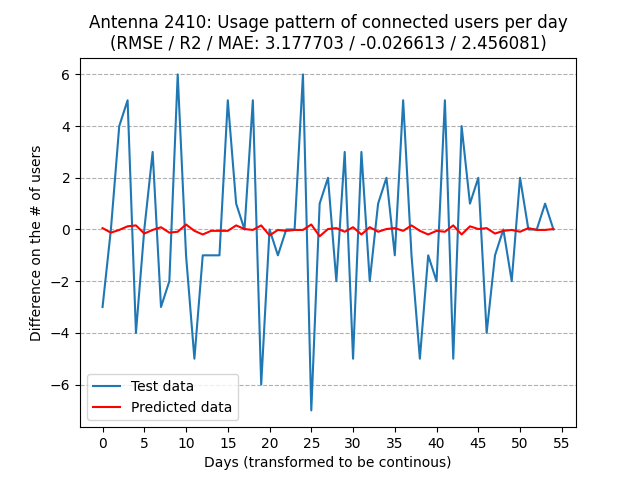 Antenna 2410: Usage pattern of connected users per day
(RMSE / R2 / MAE: 3.177703 / -0.026613 / 2.456081)
Difference on the # of users
6
4
2
0
−2
−4
−6
Test data
Predicted data
0 5 10 15 20 25 30 35 40 45 50 55
Days (transformed to be continous)